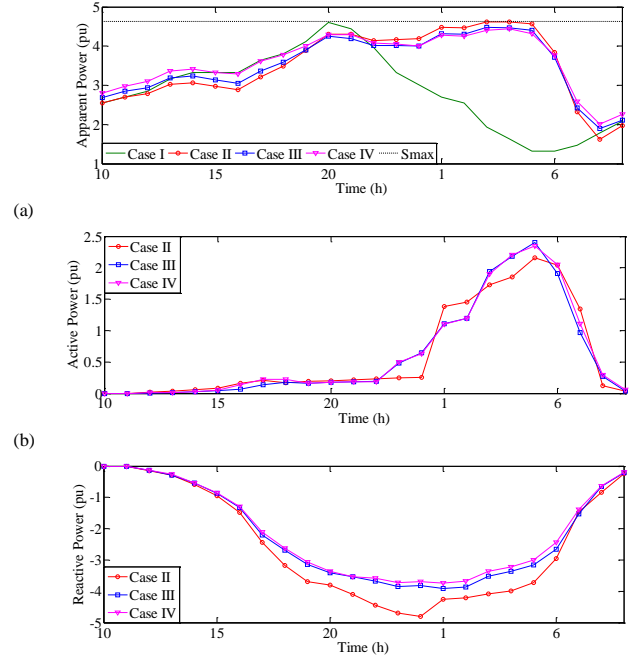 5
4
3
2
1
Apparent Power (pu)
Case I Case II Case III Case IV Smax
10 15 20 1 6
Time (h)
(a)
2.5
2
1.5
1
0.5
0
Active Power (pu)
Case II
Case III
Case IV
10 15 20 1 6
Time (h)
(b)
0
-1
-2
-3
-4
-5
Reactive Power (pu)
Case II
Case III
Case IV
10 15 20 1 6
Time (h)